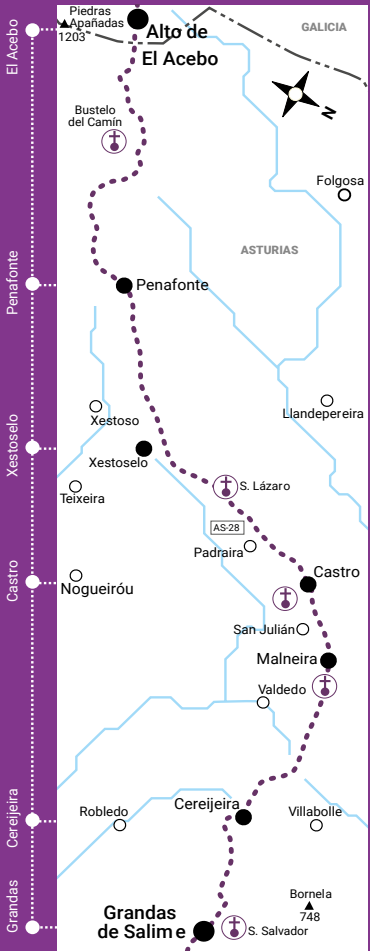 El Acebo
Penafonte
Xestoselo
Castro
Cereijeira
Grandas
Piedras
Apañadas
1203
Alto de
El Acebo
GALICIA
N
Bustelo
del Camín
Folgosa
ASTURIAS
Penafonte
Xestoso
Llandepereira
Xestoselo
Teixeira
S. Lázaro
AS-28
Padraira
Castro
Nogueiróu
San Julián
Malneira
Valdedo
Robledo
Cereijeira
Villabolle
Bornela
748
Grandas
de Salime
S. Salvador